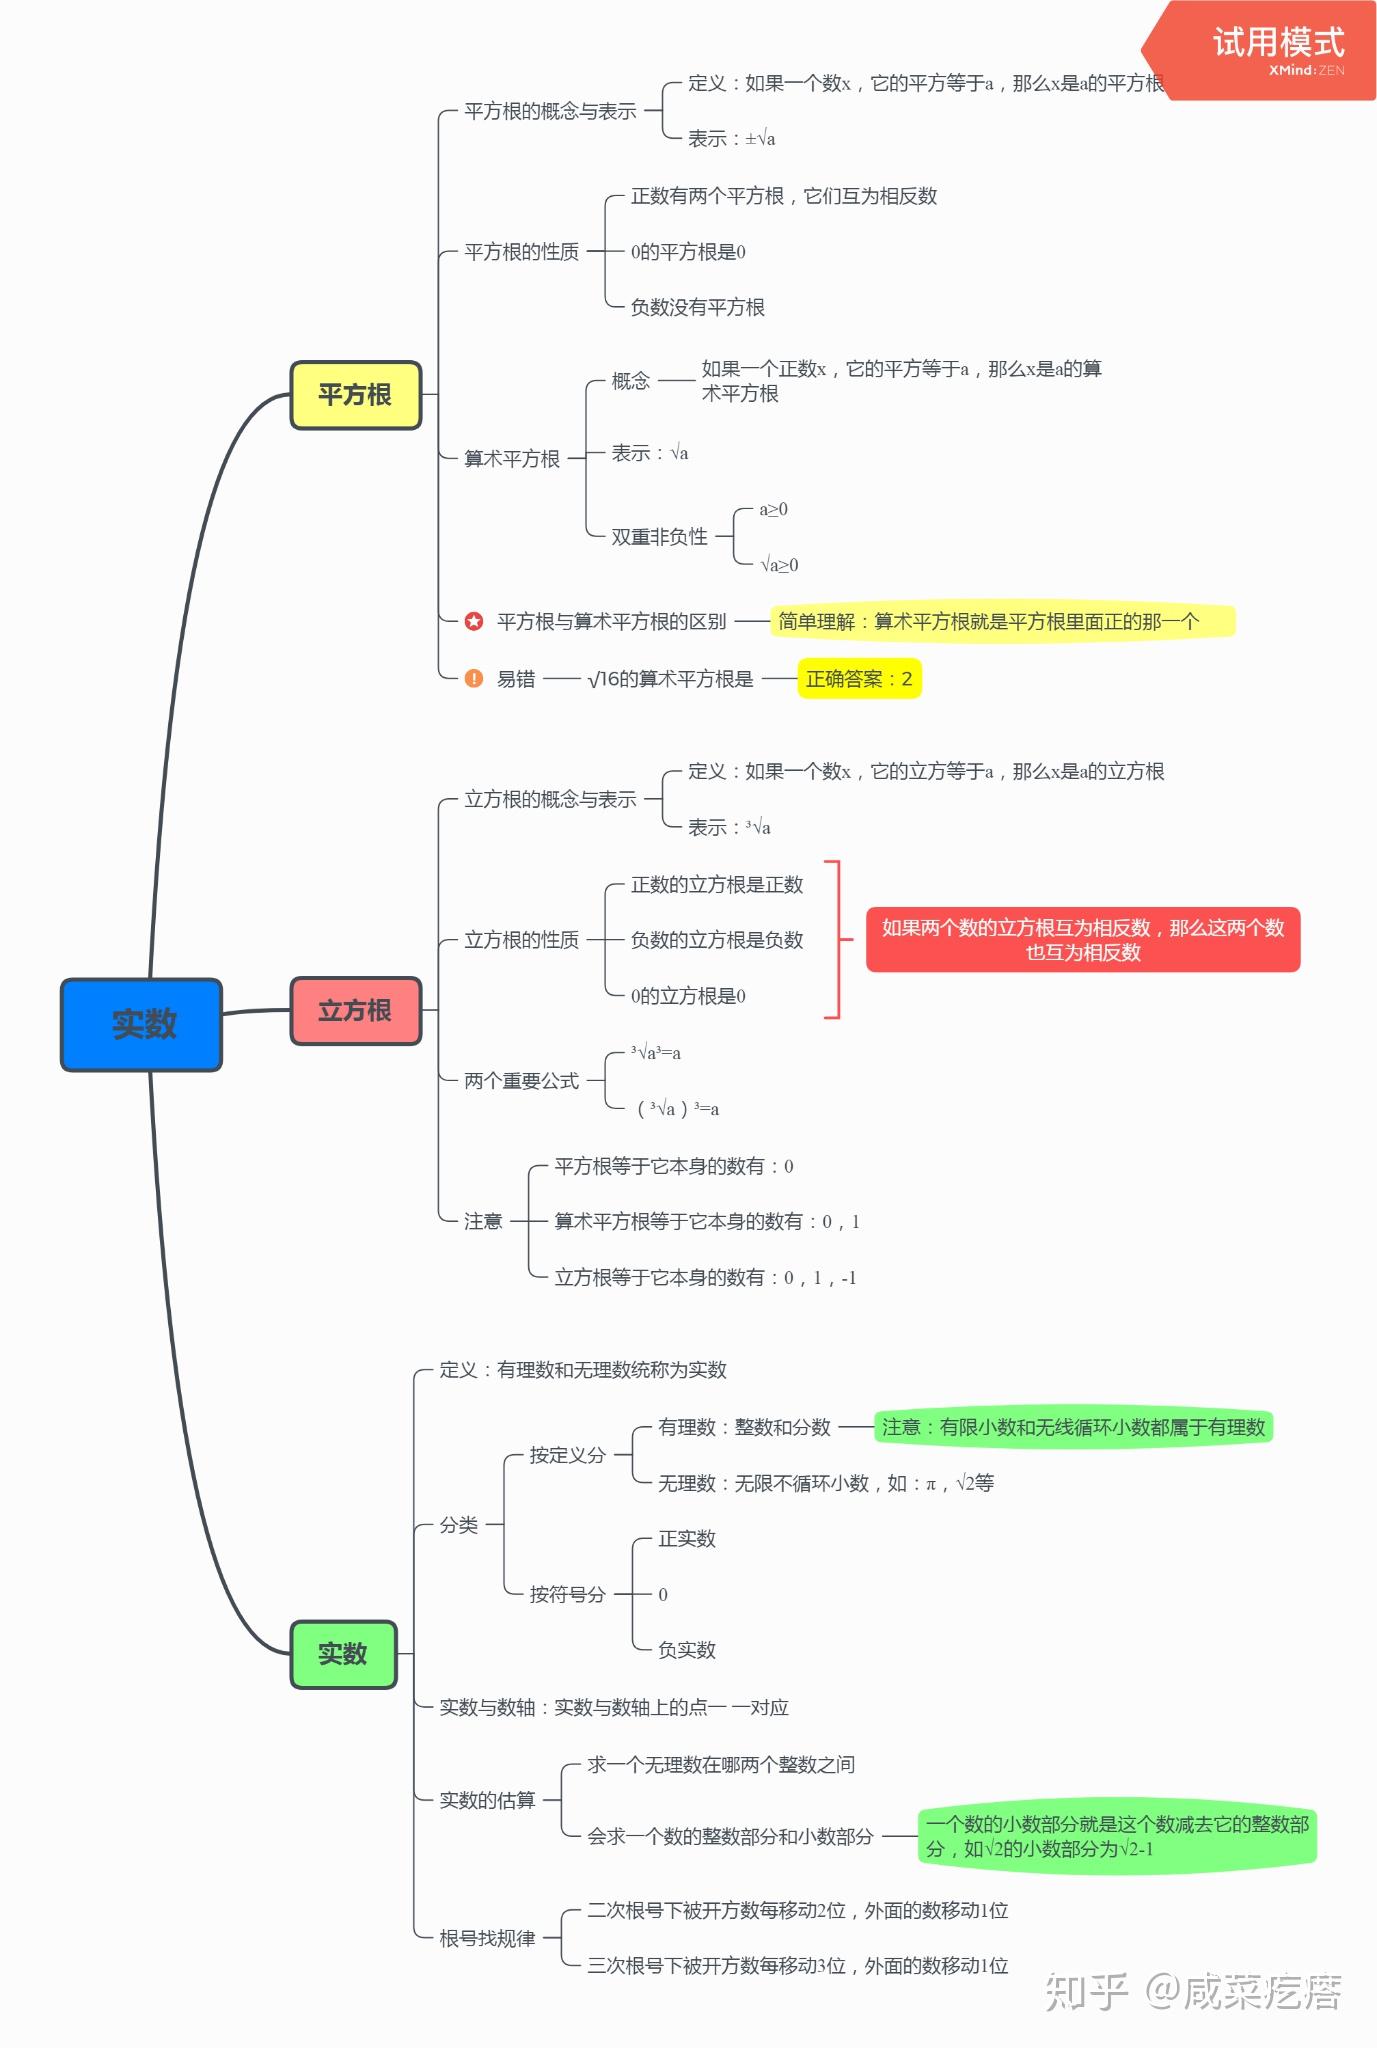 试用模式
XMind:ZEN
定义：如果一个数x，它的平方等于a，那么x是a的平方根
平方根的概念与表示
表示：±√a
正数有两个平方根，它们互为相反数
平方根的性质
0的平方根是0
负数没有平方根
平方根
如果一个正数x，它的平方等于a，那么x是a的算
术平方根
概念
算术平方根
表示：√a
a≥0
双重非负性
√a≥0
平方根与算术平方根的区别
简单理解：算术平方根就是平方根里面正的那一个
易错
√16的算术平方根是
正确答案：2
定义：如果一个数x，它的立方等于a，那么x是a的立方根
立方根的概念与表示
表示：³√a
正数的立方根是正数
立方根的性质
负数的立方根是负数
0的立方根是0
如果两个数的立方根互为相反数，那么这两个数
也互为相反数
实数
立方根
³√a³=a
两个重要公式
（³√a）³=a
平方根等于它本身的数有：0
注意
算术平方根等于它本身的数有：0，1
立方根等于它本身的数有：0，1，-1
定义：有理数和无理数统称为实数
有理数：整数和分数
注意：有限小数和无线循环小数都属于有理数
按定义分
无理数：无限不循环小数，如：π，√2等
分类
正实数
按符号分
0
负实数
实数
实数与数轴：实数与数轴上的点一 一对应
求一个无理数在哪两个整数之间
实数的估算
会求一个数的整数部分和小数部分
一个数的小数部分就是这个数减去它的整数部
分，如√2的小数部分为√2-1
二次根号下被开方数每移动2位，外面的数移动1位
根号找规律
三次根号下被开方数每移动3位，外面的数移动1位
知乎 @咸菜疙瘩